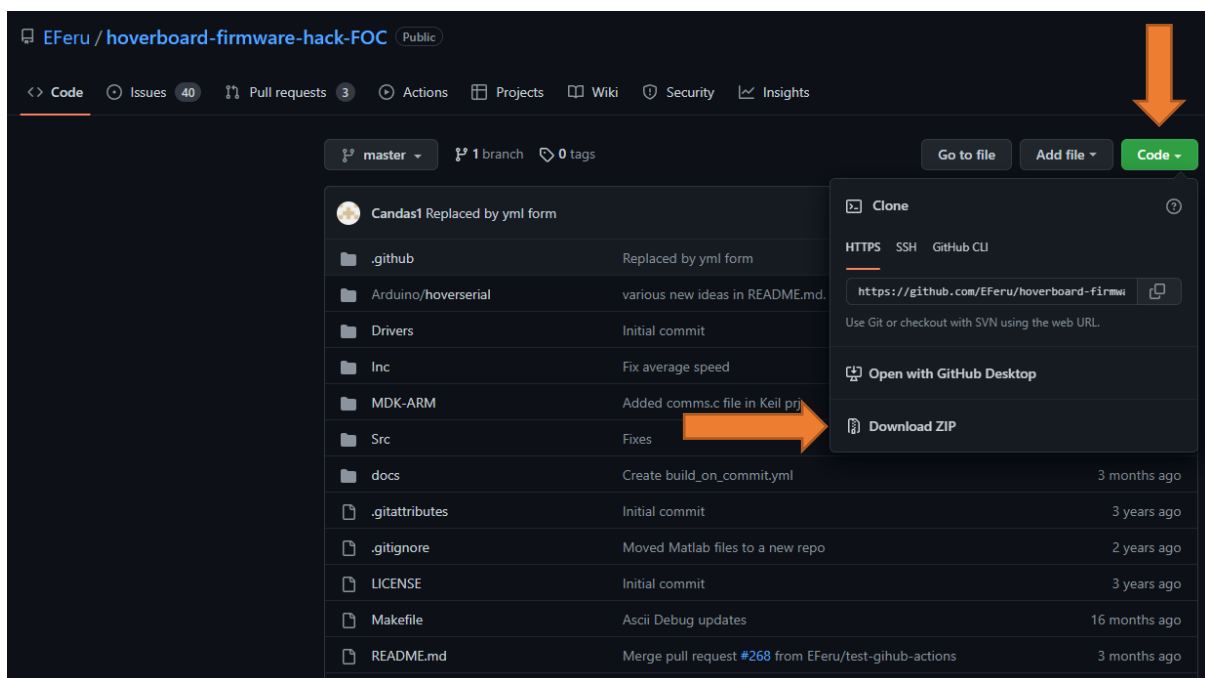 EFeru / hoverboard-firmware-hack-FOC Public
Code Issues 40 Pull requests 3 Actions Projects Wiki Security Insights
master 1 branch 0 tags Go to file Add file Code
Candas1 Replaced by yml form
Clone
HTTPS SSH GitHub CLI
https://github.com/EFeru/hoverboard-firmwa
Use Git or checkout with SVN using the web URL.
Open with GitHub Desktop
Download ZIP
.github Replaced by yml form
Arduino/hoverserial various new ideas in README.md.
Drivers Initial commit
Inc Fix average speed
MDK-ARM Added comms.c file in Keil prj
Src Fixes
docs Create build_on_commit.yml 3 months ago
.gitattributes Initial commit 3 years ago
.gitignore Moved Matlab files to a new repo 2 years ago
LICENSE Initial commit 3 years ago
Makefile Ascii Debug updates 16 months ago
README.md Merge pull request #268 from EFeru/test-gihub-actions 3 months ago